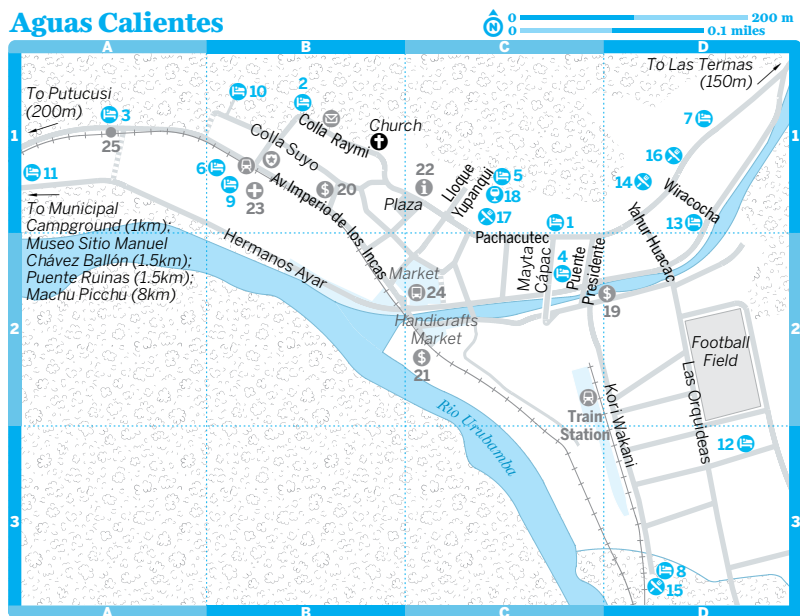 Aguas Calientes
N
0 200 m
0 0.1 miles
A B C D
1
To Las Termas
(150m)
To Putucusi
(200m)
3
25
10
2
Colla Raymi
Church
Colla Suyo
6
9
23
20
22
Plaza
Lloque
Yupanqui
5
18
17
7
16
14
Wiracocha
13
11
To Municipal
Campground (1km);
Museo Sitio Manuel
Chávez Ballón (1.5km);
Puente Ruinas (1.5km);
Machu Picchu (8km)
Av Imperio de los Incas
Hermanos Ayar
1
Pachacutec
Mayta
Cápac
4
Puente
Presidente
Yahur Huacac
2
Market
24
Handicrafts
Market
21
19
Football
Field
Rio Urubamba
Train
Station
Kori Wakani
Las Orquideas
12
3
8
15
A B C D
1
2
3